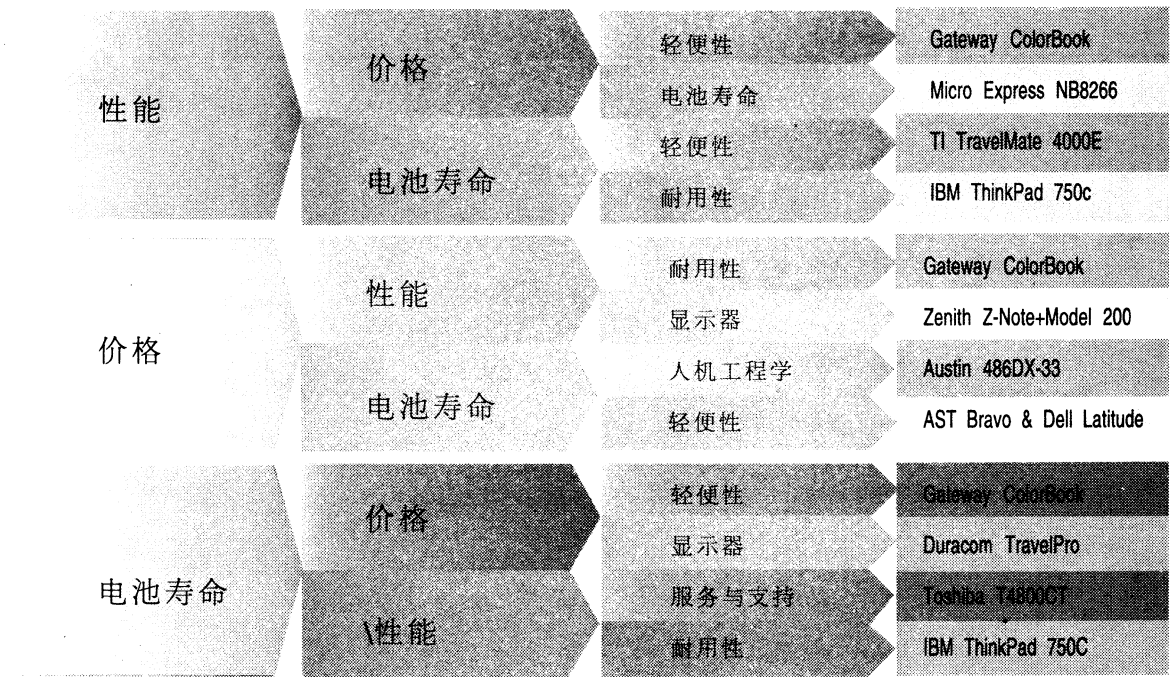 性能
价格
轻便性
Gateway ColorBook
电池寿命
Micro Express NB8266
电池寿命
轻便性
TI TravelMate 4000E
耐用性
IBM ThinkPad 750c
价格
性能
耐用性
Gateway ColorBook
显示器
Zenith Z-Note+Model 200
电池寿命
人机工程学
Austin 486DX-33
轻便性
AST Bravo & Dell Latitude
电池寿命
价格
轻便性
Gateway ColorBook
显示器
Duracom TravelPro
\性能
服务与支持
Toshiba T4800CT
耐用性
IBM ThinkPad 750C